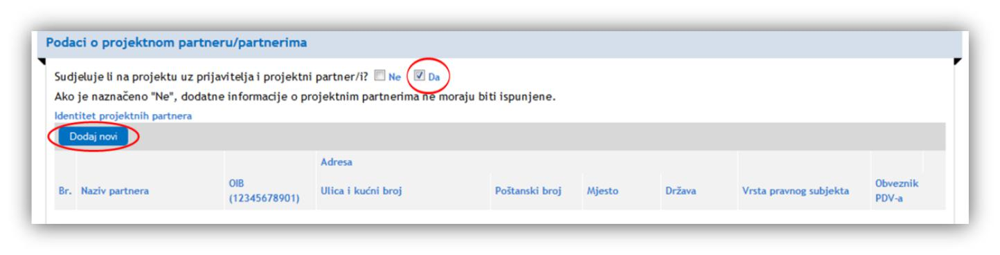 Podaci o projektnom partneru/partnerima
Sudjeluje li na projektu uz prijavitelja i projektni partner/i? Ne Da
Ako je naznačeno "Ne", dodatne informacije o projektnim partnerima ne moraju biti ispunjene.
Identitet projektnih partnera
Dodaj novi
Adresa
Br. Naziv partnera OIB (12345678901) Ulica i kućni broj Poštanski broj Mjesto Država Vrsta pravnog subjekta Obveznik PDV-a